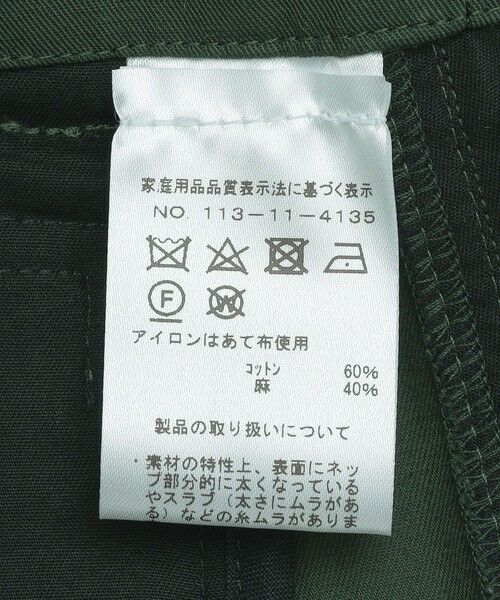 家庭用品品質表示法に基づく表示
NO. 113-11-4135
F W
アイロンはあて布使用
コットン 60%
麻 40%
製品の取り扱いについて
・素材の特性上、表面にネッ
プ部分的に太くなっている
やスラブ（太さにムラがあ
る）などの糸ムラがありま